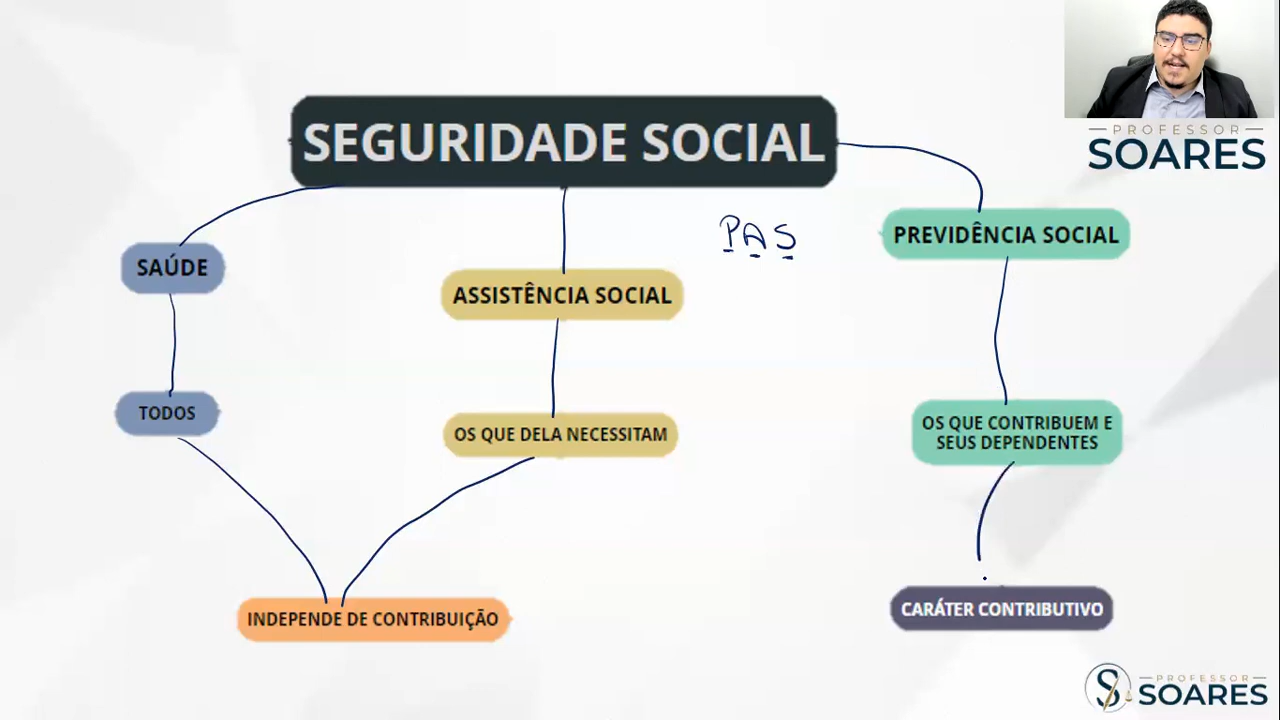 PROFESSOR
SOARES
SEGURIDADE SOCIAL
PAS
PREVIDÊNCIA SOCIAL
SAÚDE
ASSISTÊNCIA SOCIAL
TODOS
OS QUE DELA NECESSITAM
OS QUE CONTRIBUEM E
SEUS DEPENDENTES
INDEPENDE DE CONTRIBUIÇÃO
CARÁTER CONTRIBUTIVO
S
PROFESSOR
SOARES